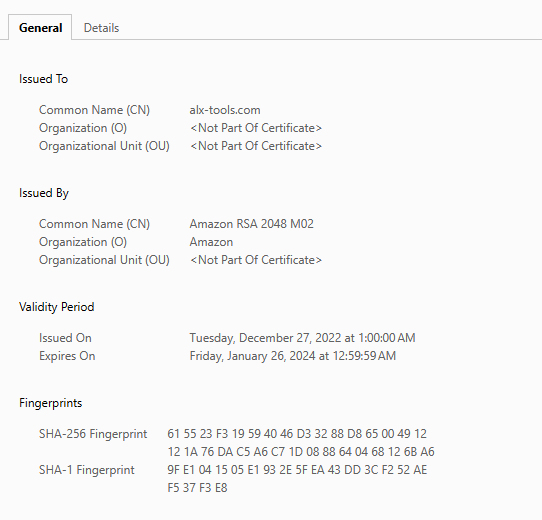 General Details
Issued To
Common Name (CN) alx-tools.com
Organization (O) <Not Part Of Certificate>
Organizational Unit (OU) <Not Part Of Certificate>
Issued By
Common Name (CN) Amazon RSA 2048 M02
Organization (O) Amazon
Organizational Unit (OU) <Not Part Of Certificate>
Validity Period
Issued On Tuesday, December 27, 2022 at 1:00:00 AM
Expires On Friday, January 26, 2024 at 12:59:59 AM
Fingerprints
SHA-256 Fingerprint 61 55 23 F3 19 59 40 46 D3 32 88 D8 65 00 49 12
12 1A 76 DA C5 A6 C7 1D 08 88 64 04 68 12 6B A6
SHA-1 Fingerprint 9F E1 04 15 05 E1 93 2E 5F EA 43 DD 3C F2 52 AE
F5 37 F3 E8